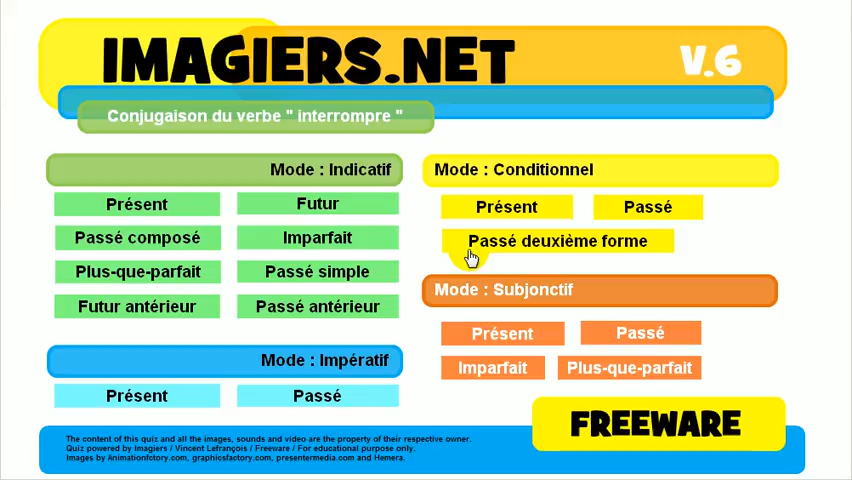 IMAGIERS.NET
V.6
Conjugaison du verbe " interrompre "
Mode : Indicatif
Présent
Futur
Passé composé
Imparfait
Plus-que-parfait
Passé simple
Futur antérieur
Passé antérieur
Mode : Impératif
Présent
Passé
Mode : Conditionnel
Présent
Passé
Passé deuxième forme
Mode : Subjonctif
Présent
Passé
Imparfait
Plus-que-parfait
FREEWARE
The content of this quiz and all the images, sounds and video are the property of their respective owner.
Quiz powered by Imagiers / Vincent Lefrançois / Freeware / For educational purpose only.
Images by Animationfctory.com, graphicsfactory.com, presentermedia.com and Hemera.